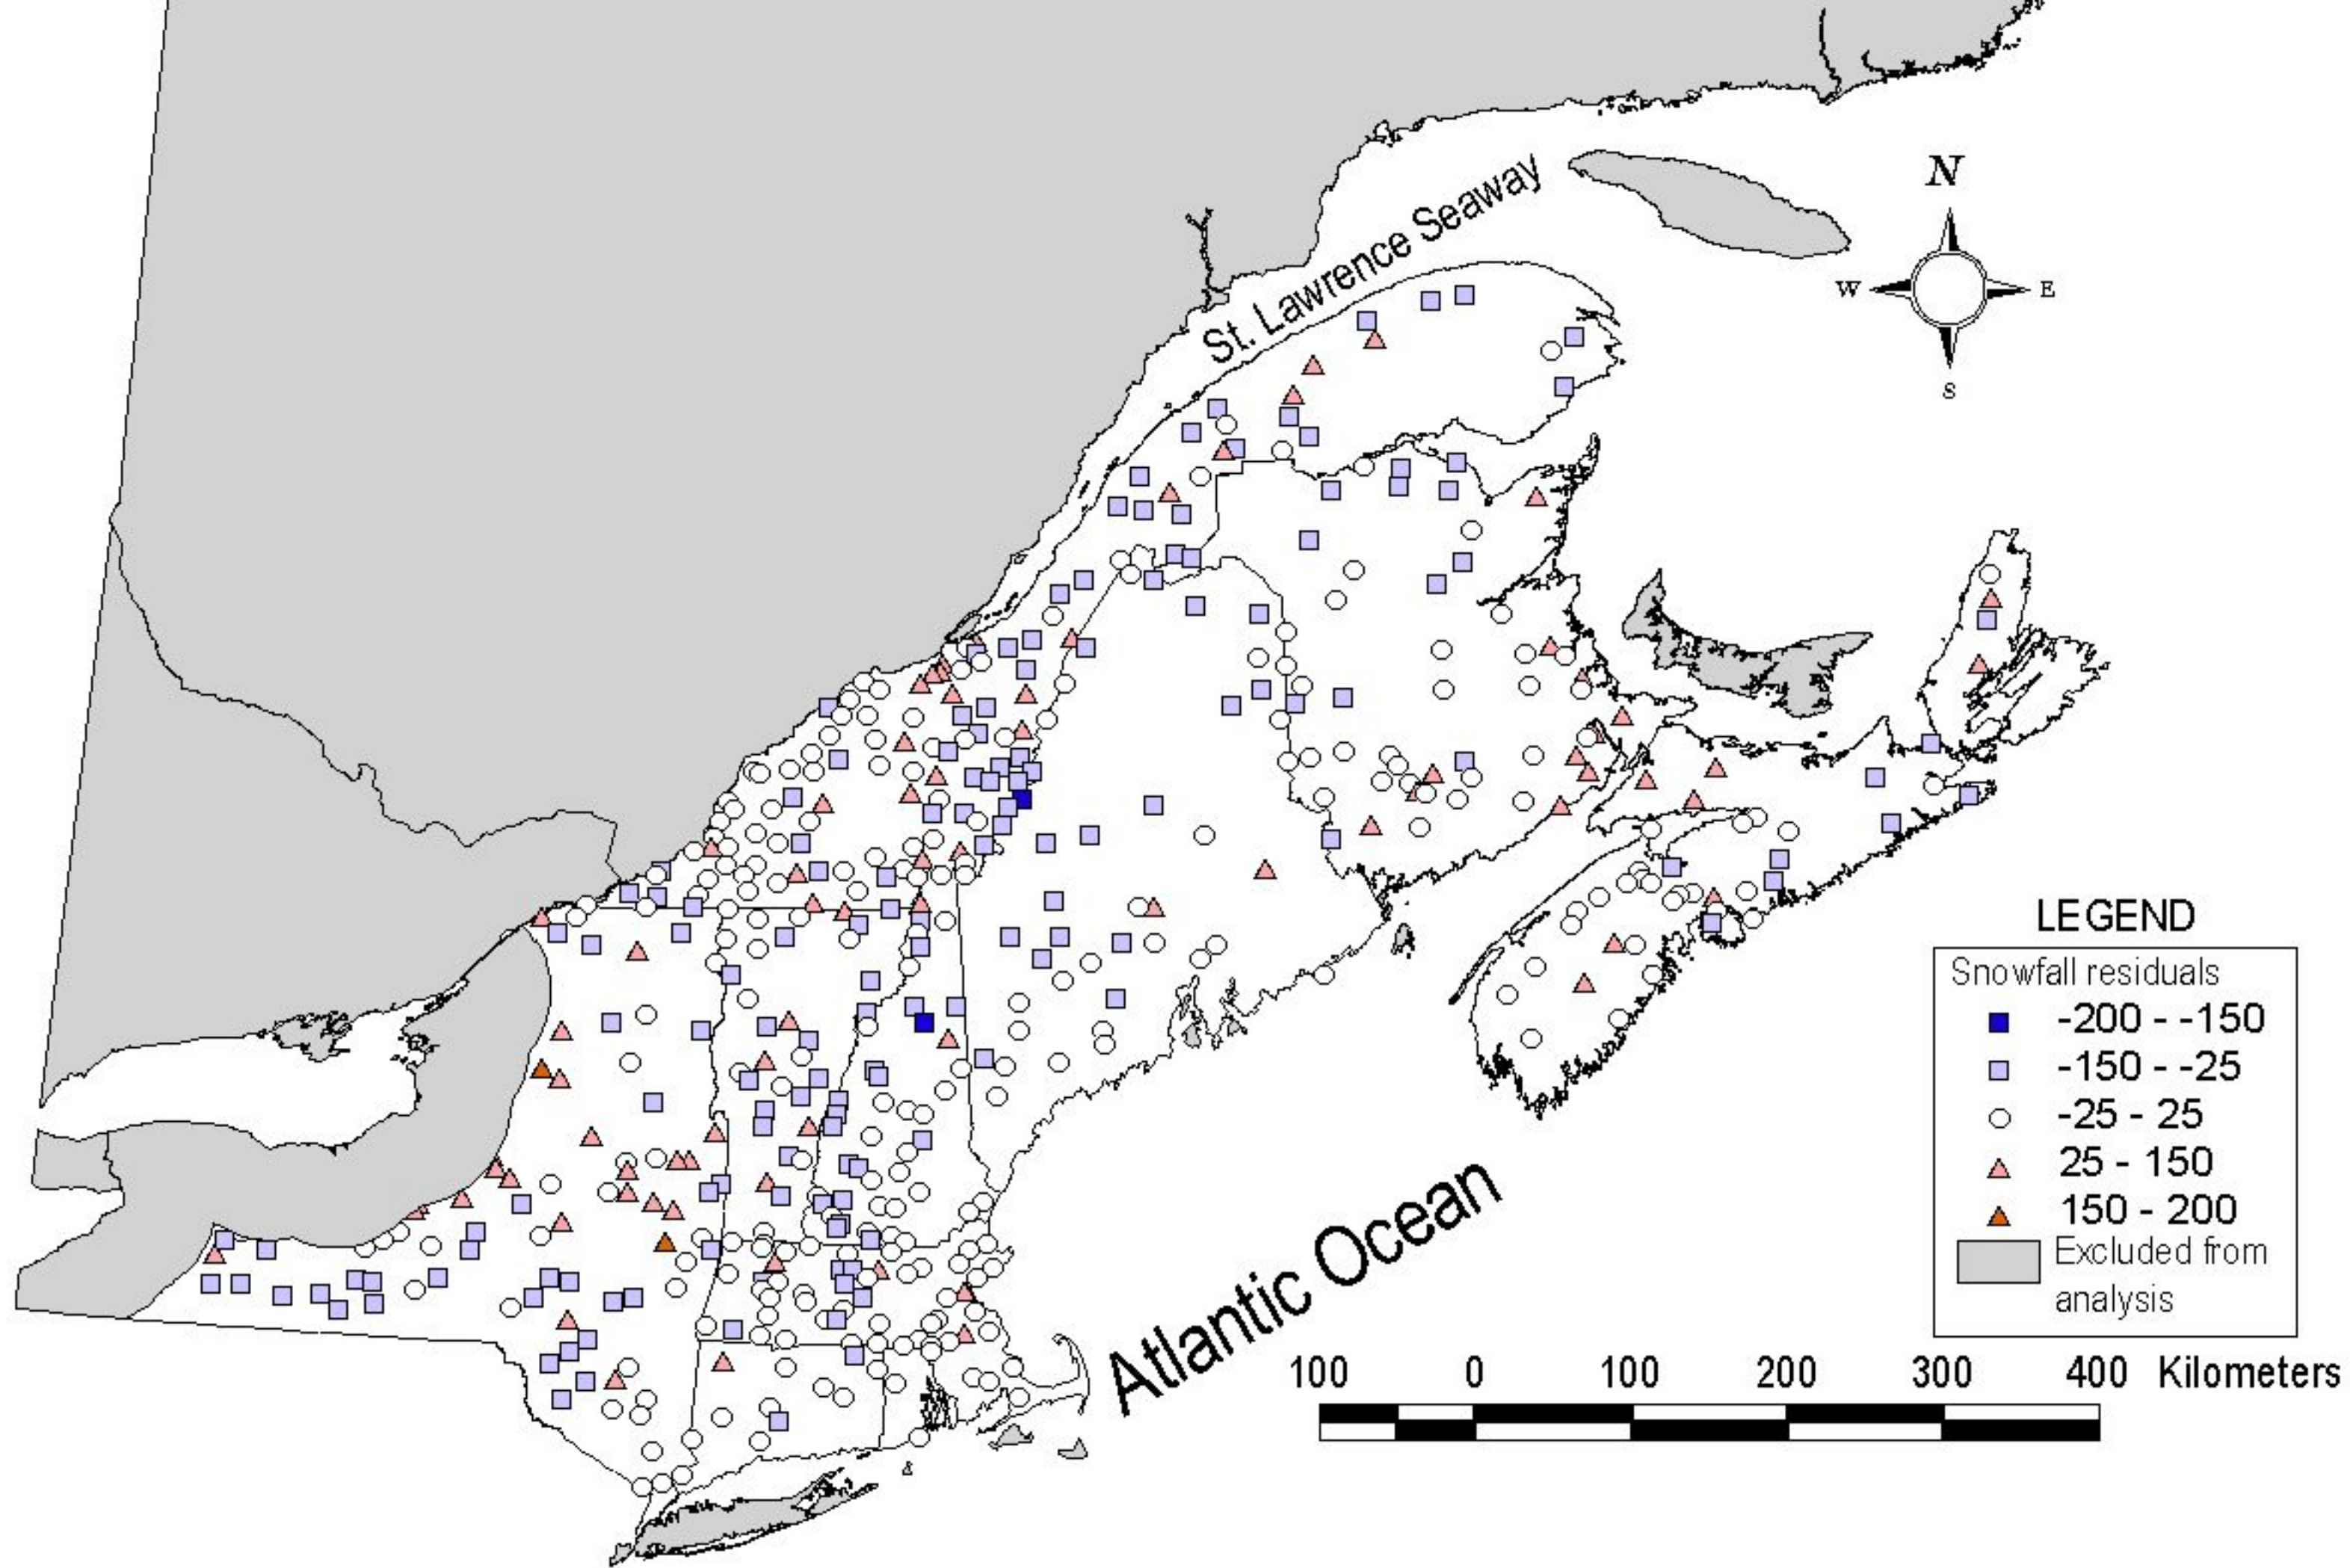 N
W
E
S
St. Lawrence Seaway
Atlantic Ocean
LEGEND
Snowfall residuals
-200 - -150
-150 - -25
-25 - 25
25 - 150
150 - 200
Excluded from
analysis
100 0 100 200 300 400 Kilometers